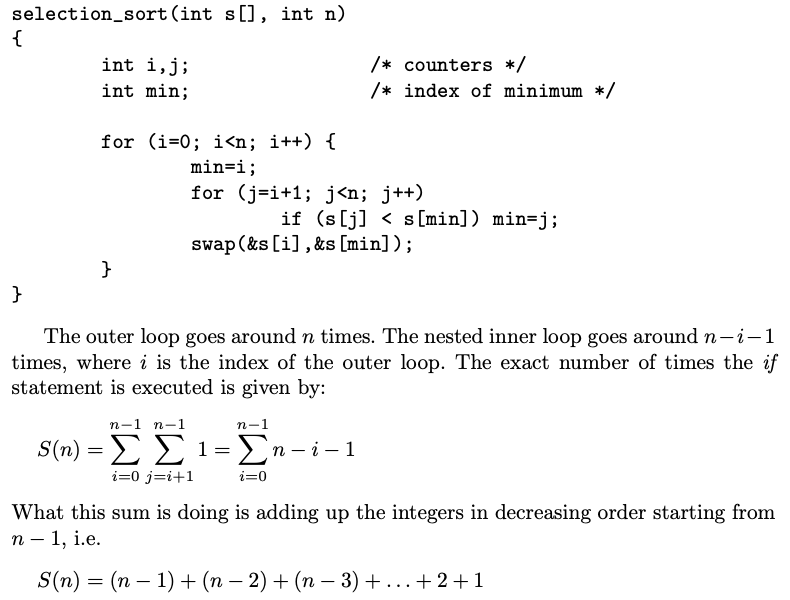 selection_sort(int s[], int n)
{
int i,j; /* counters */
int min; /* index of minimum */
for (i=0; i<n; i++) {
min=i;
for (j=i+1; j<n; j++)
if (s[j] < s[min]) min=j;
swap(&s[i],&s[min]);
}
}
The outer loop goes around n times. The nested inner loop goes around n−i−1
times, where i is the index of the outer loop. The exact number of times the if
statement is executed is given by:
S(n) = ∑_{i=0}^{n−1} ∑_{j=i+1}^{n−1} 1 = ∑_{i=0}^{n−1} n − i − 1
What this sum is doing is adding up the integers in decreasing order starting from
n − 1, i.e.
S(n) = (n − 1) + (n − 2) + (n − 3) + . . . + 2 + 1